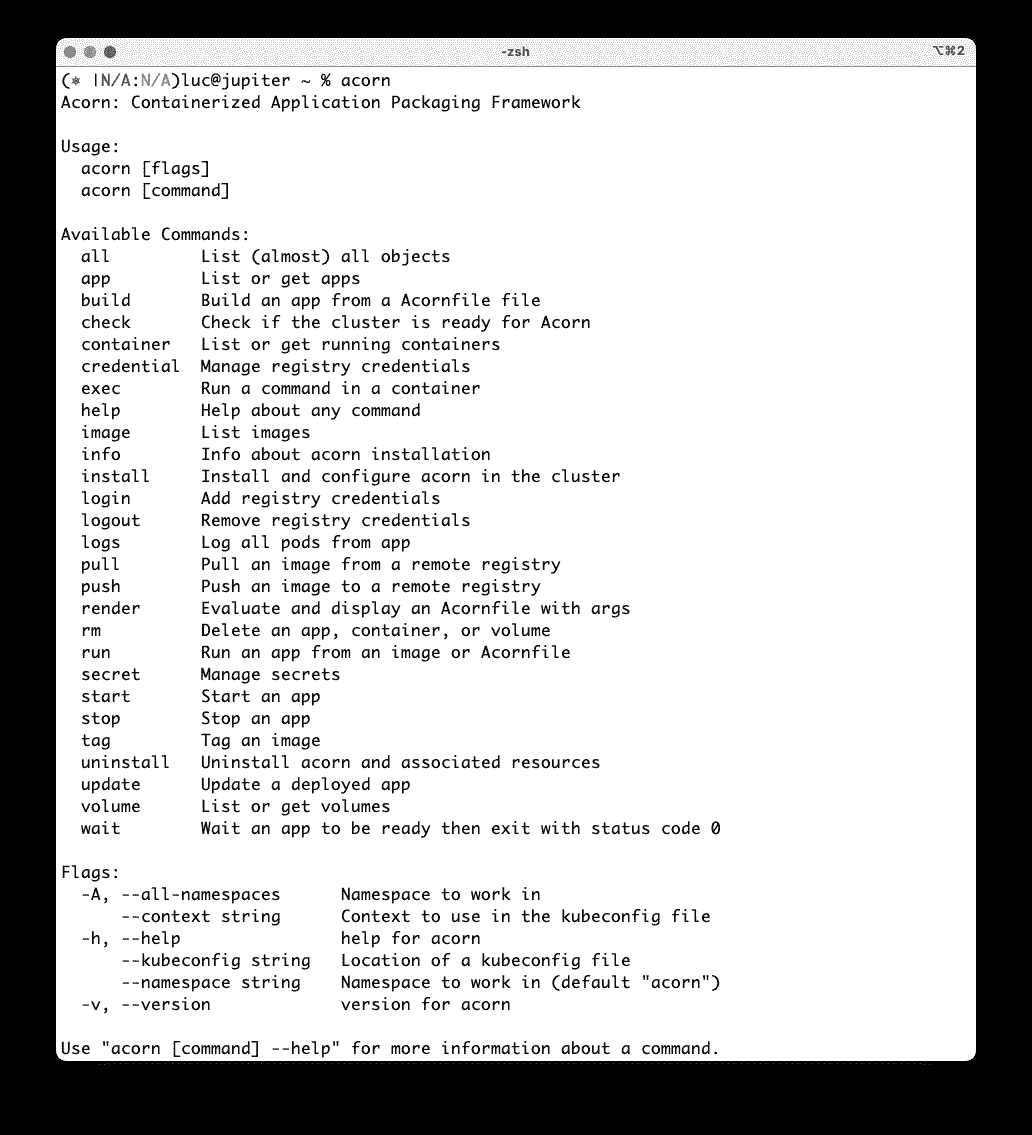 -zsh
⌥⌘2
(⎈ |N/A:N/A)luc@jupiter ~ % acorn
Acorn: Containerized Application Packaging Framework
Usage:
  acorn [flags]
  acorn [command]
Available Commands:
  all         List (almost) all objects
  app         List or get apps
  build       Build an app from a Acornfile file
  check       Check if the cluster is ready for Acorn
  container   List or get running containers
  credential  Manage registry credentials
  exec        Run a command in a container
  help        Help about any command
  image       List images
  info        Info about acorn installation
  install     Install and configure acorn in the cluster
  login       Add registry credentials
  logout      Remove registry credentials
  logs        Log all pods from app
  pull        Pull an image from a remote registry
  push        Push an image to a remote registry
  render      Evaluate and display an Acornfile with args
  rm          Delete an app, container, or volume
  run         Run an app from an image or Acornfile
  secret      Manage secrets
  start       Start an app
  stop        Stop an app
  tag         Tag an image
  uninstall   Uninstall acorn and associated resources
  update      Update a deployed app
  volume      List or get volumes
  wait        Wait an app to be ready then exit with status code 0
Flags:
  -A, --all-namespaces      Namespace to work in
      --context string      Context to use in the kubeconfig file
  -h, --help                help for acorn
      --kubeconfig string   Location of a kubeconfig file
      --namespace string    Namespace to work in (default "acorn")
  -v, --version             version for acorn
Use "acorn [command] --help" for more information about a command.